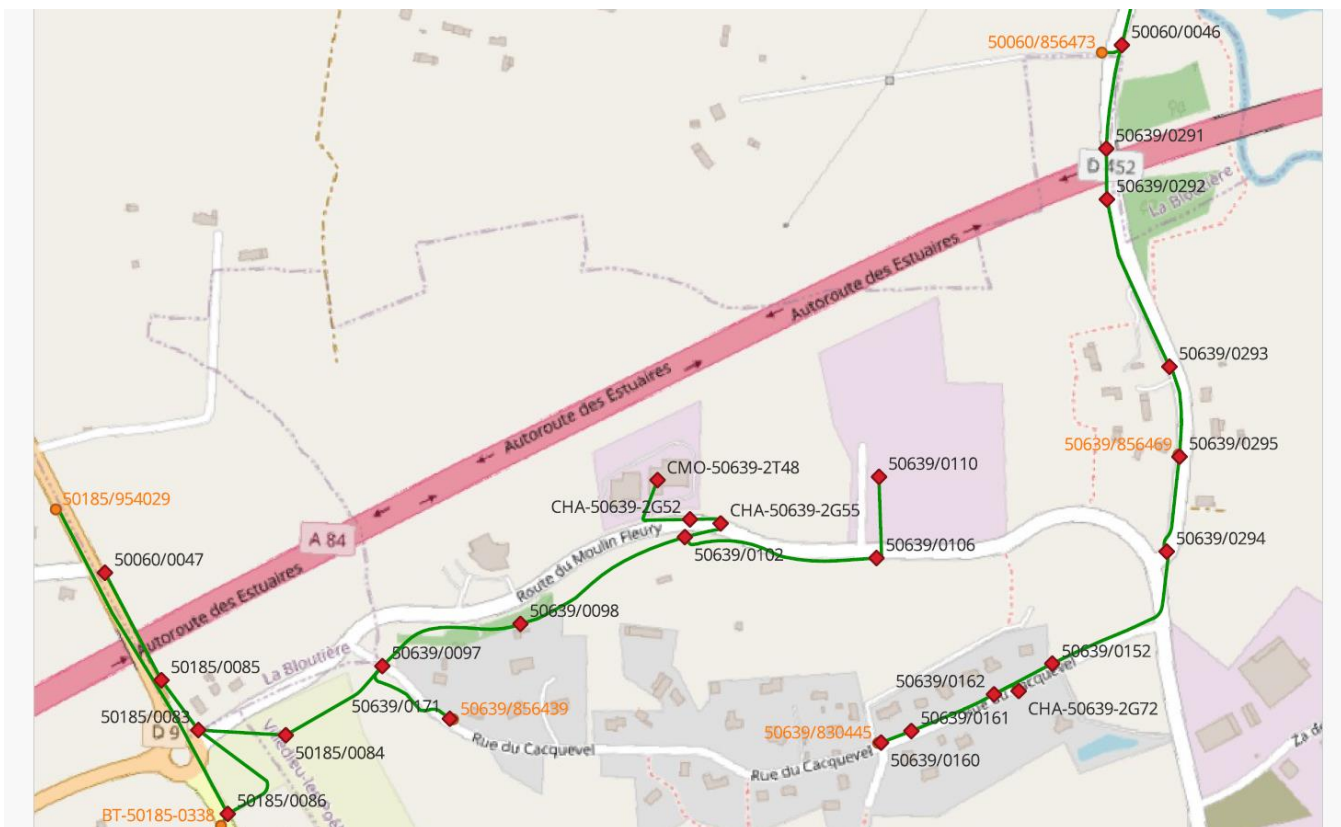 50060/0046
50060/856473
50639/0291
D 452
50639/0292
La Bloutière
Autoroute des Estuaires
50639/0293
Autoroute des Estuaires
50639/856469
50639/0295
CMO-50639-2T48
50639/0110
50185/954029
CHA-50639-2G52
CHA-50639-2G55
A 84
Route du Moulin Fleury
50639/0102
50639/0106
50639/0294
50060/0047
Autoroute des Estuaires
50639/0098
La Bloutière
50639/0097
50639/0152
50185/0085
50639/0162
Rue du Cacquevel
50639/0171
50639/856439
CHA-50639-2G72
50185/0083
50639/0161
D 9
50639/830445
Rue du Cacquevel
50185/0084
50639/0160
Rue du Cacquevel
50185/0086
BT-50185-0338